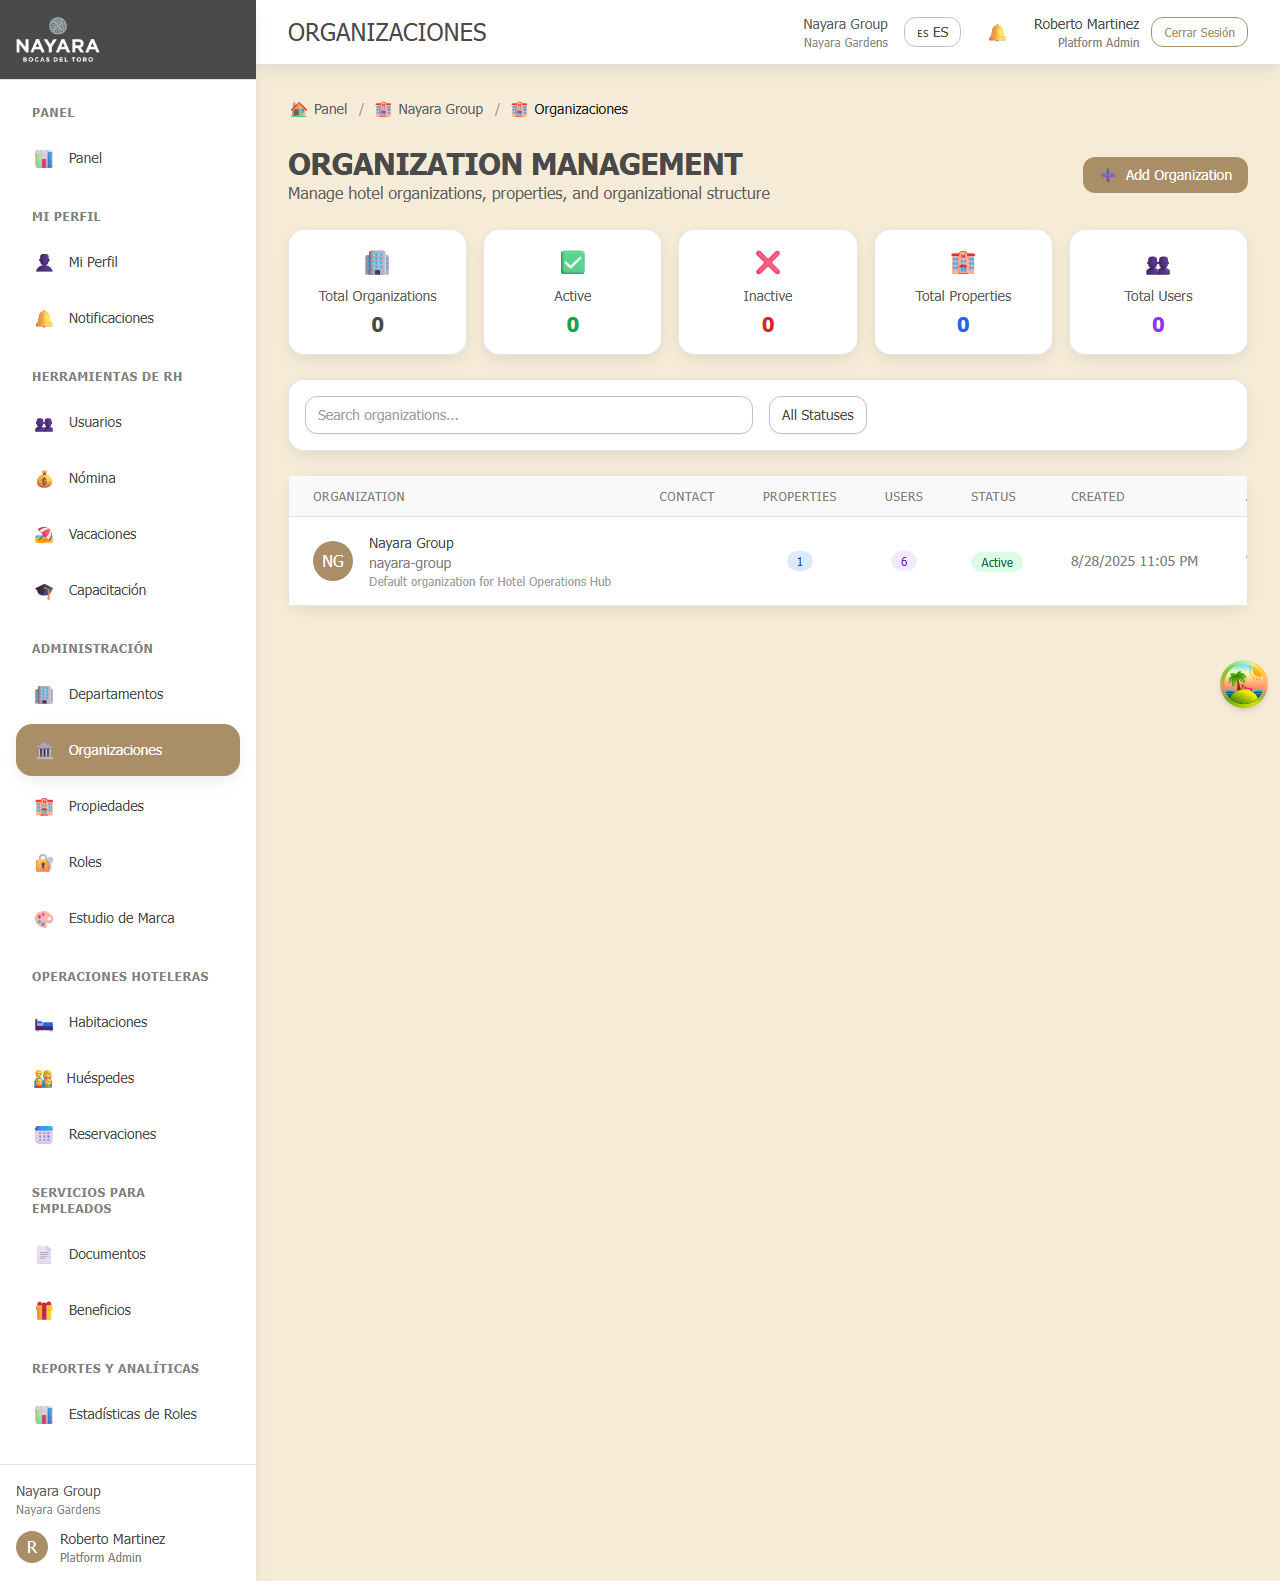 NAYARA
BOCAS DEL TORO
ORGANIZACIONES
Nayara Group
Nayara Gardens
ES ES
Roberto Martinez
Platform Admin
Cerrar Sesión
PANEL
Panel
MI PERFIL
Mi Perfil
Notificaciones
HERRAMIENTAS DE RH
Usuarios
Nómina
Vacaciones
Capacitación
ADMINISTRACIÓN
Departamentos
Organizaciones
Propiedades
Roles
Estudio de Marca
OPERACIONES HOTELERAS
Habitaciones
Huéspedes
Reservaciones
SERVICIOS PARA
EMPLEADOS
Documentos
Beneficios
REPORTES Y ANALÍTICAS
Estadísticas de Roles
Nayara Group
Nayara Gardens
R
Roberto Martinez
Platform Admin
Panel / Nayara Group / Organizaciones
ORGANIZATION MANAGEMENT
Manage hotel organizations, properties, and organizational structure
Add Organization
Total Organizations
0
Active
0
Inactive
0
Total Properties
0
Total Users
0
Search organizations...
All Statuses
ORGANIZATION CONTACT PROPERTIES USERS STATUS CREATED
NG
Nayara Group
nayara-group
Default organization for Hotel Operations Hub
1
6
Active
8/28/2025 11:05 PM